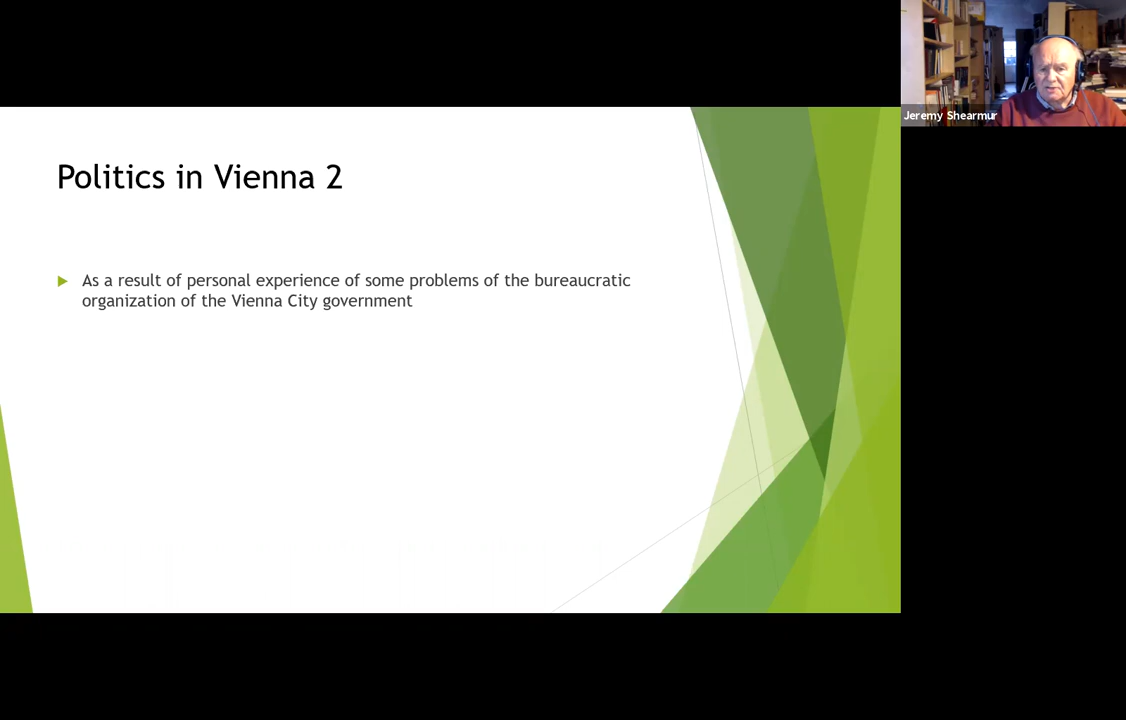 Jeremy Shearmur
Politics in Vienna 2
As a result of personal experience of some problems of the bureaucratic
organization of the Vienna City government